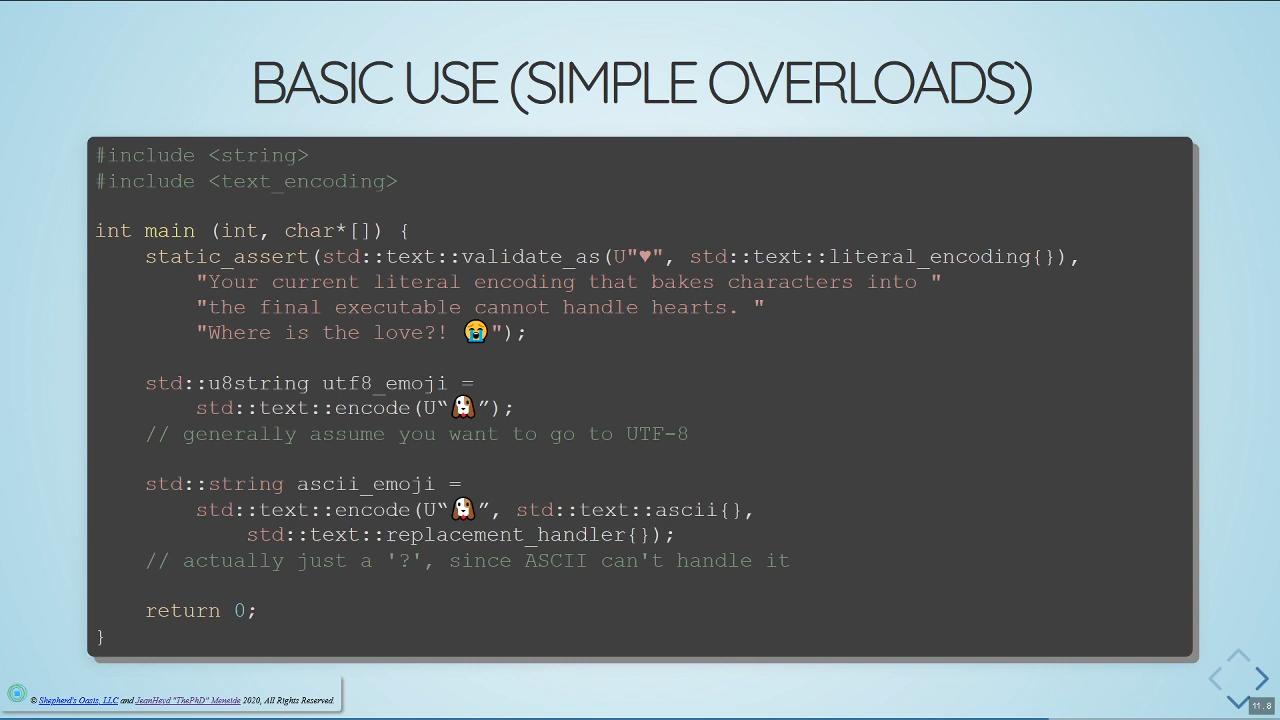 BASIC USE (SIMPLE OVERLOADS)
#include <string>
#include <text_encoding>
int main (int, char*[]) {
static_assert(std::text::validate_as(U"♥", std::text::literal_encoding{}),
"Your current literal encoding that bakes characters into "
"the final executable cannot handle hearts. "
"Where is the love?! 😭");
std::u8string utf8_emoji =
std::text::encode(U“🐶”);
// generally assume you want to go to UTF-8
std::string ascii_emoji =
std::text::encode(U“🐶”, std::text::ascii{},
std::text::replacement_handler{});
// actually just a '?', since ASCII can't handle it
return 0;
}
© Shepherd's Oasis, LLC and JeanHeyd "ThePhD" Meneide 2020, All Rights Reserved.
11.8